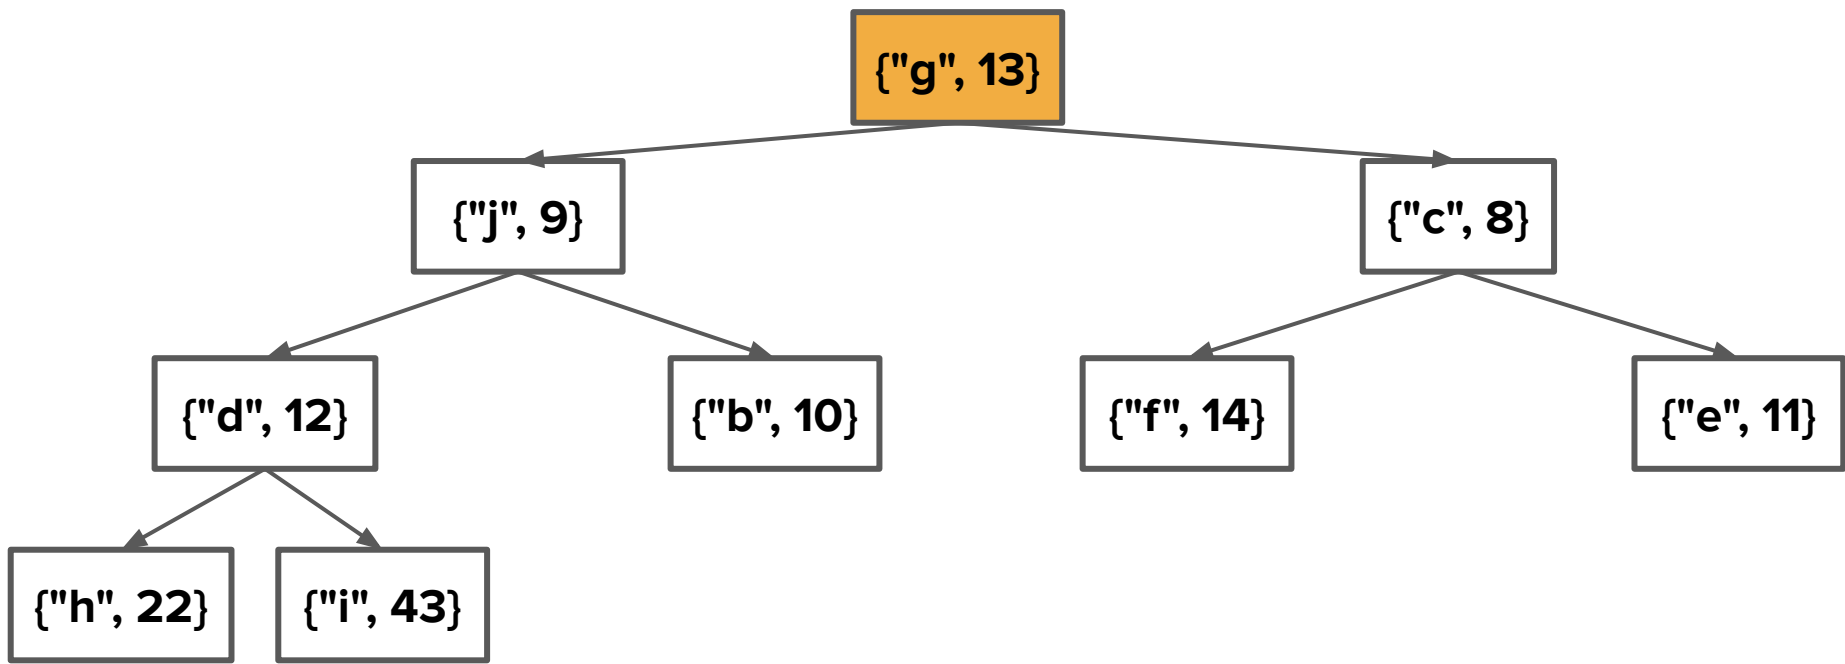 {"g", 13}
{"j", 9}
{"c", 8}
{"d", 12}
{"b", 10}
{"f", 14}
{"e", 11}
{"h", 22}
{"i", 43}